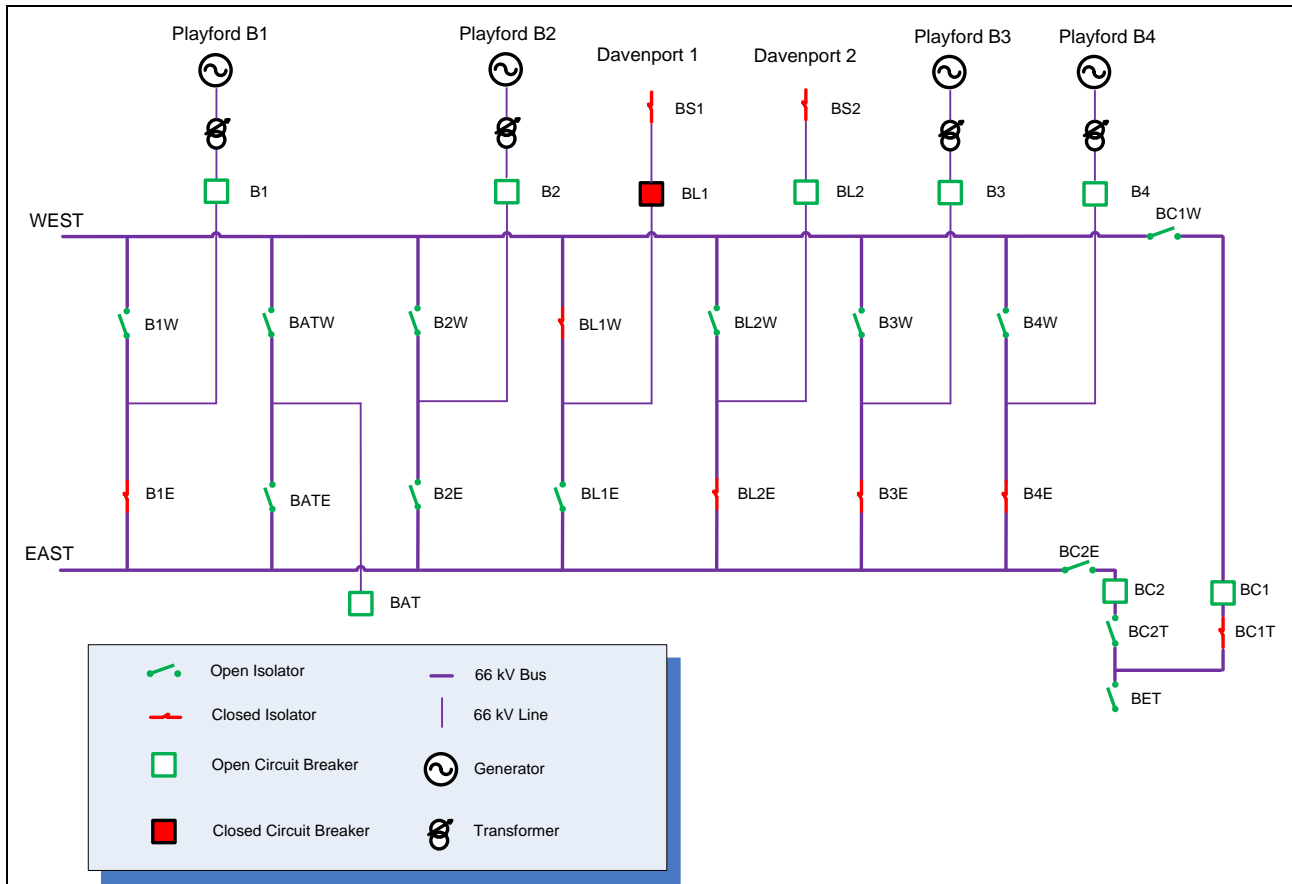 Playford B1
Playford B2
Davenport 1
Davenport 2
Playford B3
Playford B4
BS1
BS2
B1
B2
BL1
BL2
B3
B4
WEST
BC1W
B1W
BATW
B2W
BL1W
BL2W
B3W
B4W
B1E
BATE
B2E
BL1E
BL2E
B3E
B4E
EAST
BC2E
BAT
BC2
BC1
BC2T
BC1T
BET
Open Isolator
66 kV Bus
Closed Isolator
66 kV Line
Open Circuit Breaker
Generator
Closed Circuit Breaker
Transformer